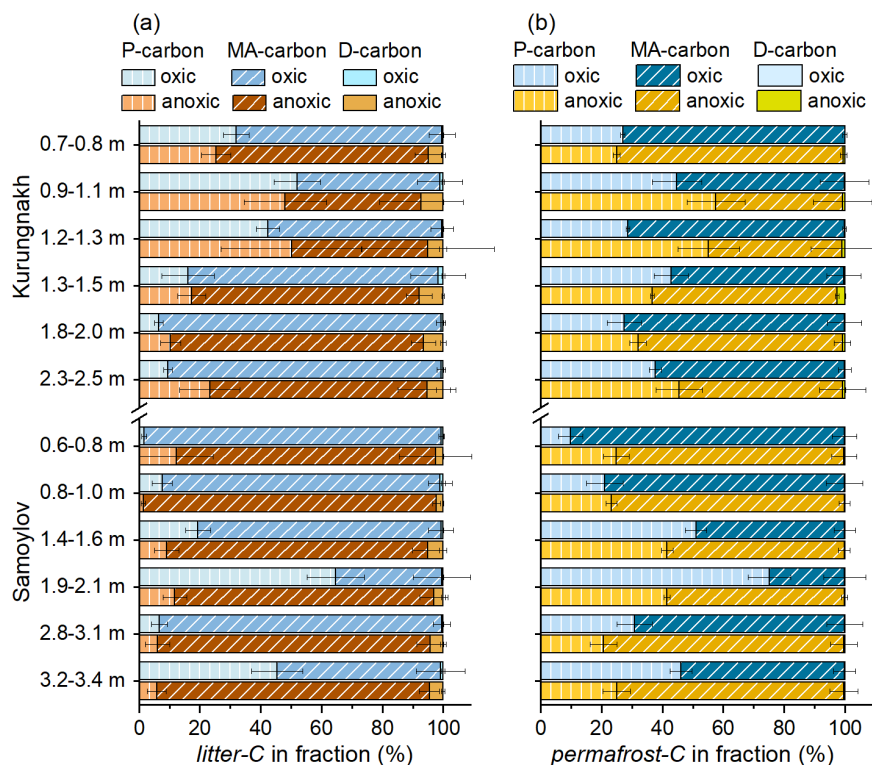 (a) (b)
P-carbon MA-carbon D-carbon P-carbon MA-carbon D-carbon
oxic oxic oxic oxic oxic oxic
anoxic anoxic anoxic anoxic anoxic anoxic
Kurungnakh
0.7-0.8 m
0.9-1.1 m
1.2-1.3 m
1.3-1.5 m
1.8-2.0 m
2.3-2.5 m
Samoylov
0.6-0.8 m
0.8-1.0 m
1.4-1.6 m
1.9-2.1 m
2.8-3.1 m
3.2-3.4 m
0 20 40 60 80 100 0 20 40 60 80 100
litter-C in fraction (%) permafrost-C in fraction (%)